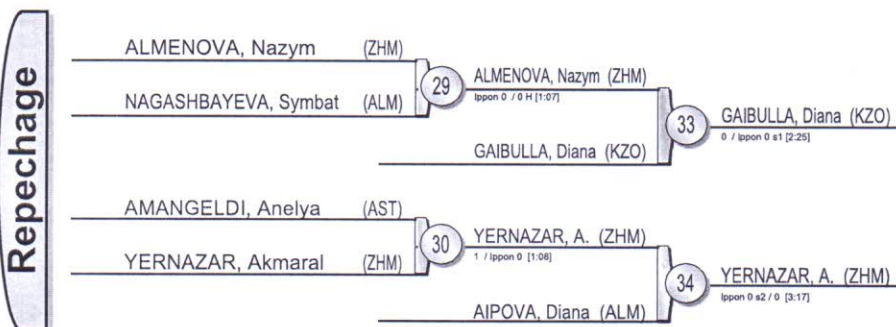 Repechage
ALMENOVA, Nazym (ZHM)
NAGASHBAYEVA, Symbat (ALM)
29
ALMENOVA, Nazym (ZHM)
Ippon 0 / 0 H [1:07]
GAIBULLA, Diana (KZO)
33
GAIBULLA, Diana (KZO)
0 / Ippon 0 s1 [2:25]
AMANGELDI, Anelya (AST)
YERNAZAR, Akmaral (ZHM)
30
YERNAZAR, A. (ZHM)
1 / Ippon 0 [1:08]
AIPOVA, Diana (ALM)
34
YERNAZAR, A. (ZHM)
Ippon 0 s2 / 0 [3:17]